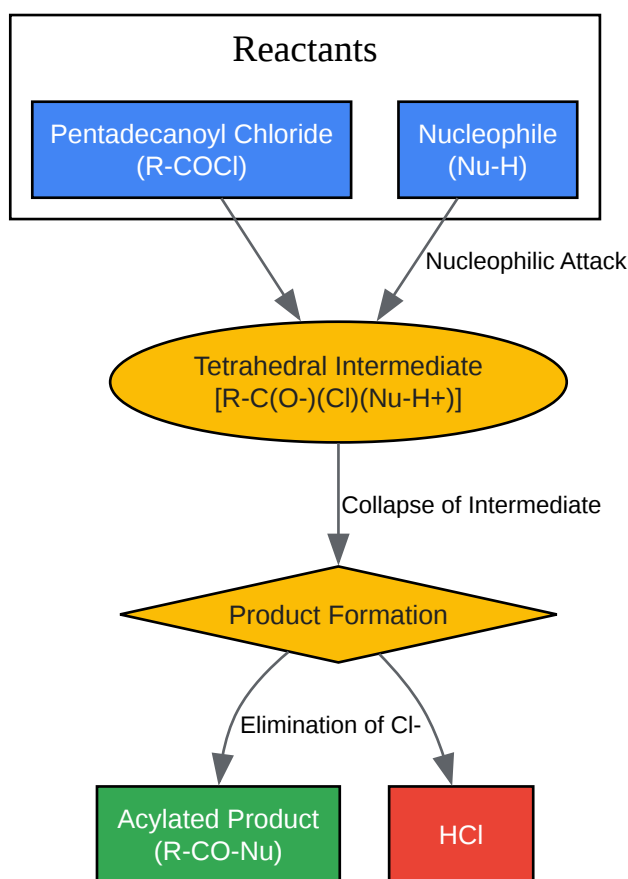 Reactants
Pentadecanoyl Chloride
(R-COCl)
Nucleophile
(Nu-H)
Nucleophilic Attack
Tetrahedral Intermediate
[R-C(O-)(Cl)(Nu-H+)]
Collapse of Intermediate
Product Formation
Elimination of Cl-
Acylated Product
(R-CO-Nu)
HCl